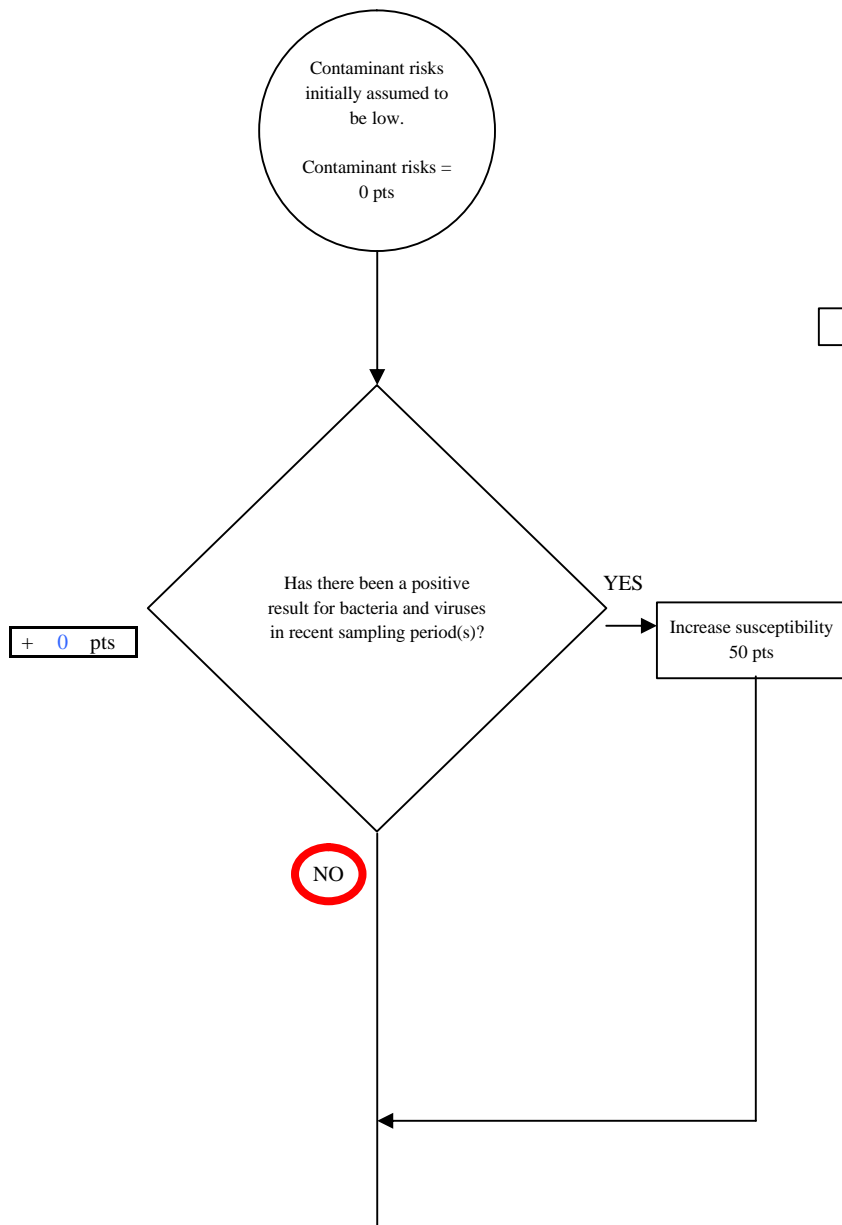 Contaminant risks
initially assumed to
be low.
Contaminant risks =
0 pts
Has there been a positive
result for bacteria and viruses
in recent sampling period(s)?
YES
+ 0 pts
Increase susceptibility
50 pts
NO